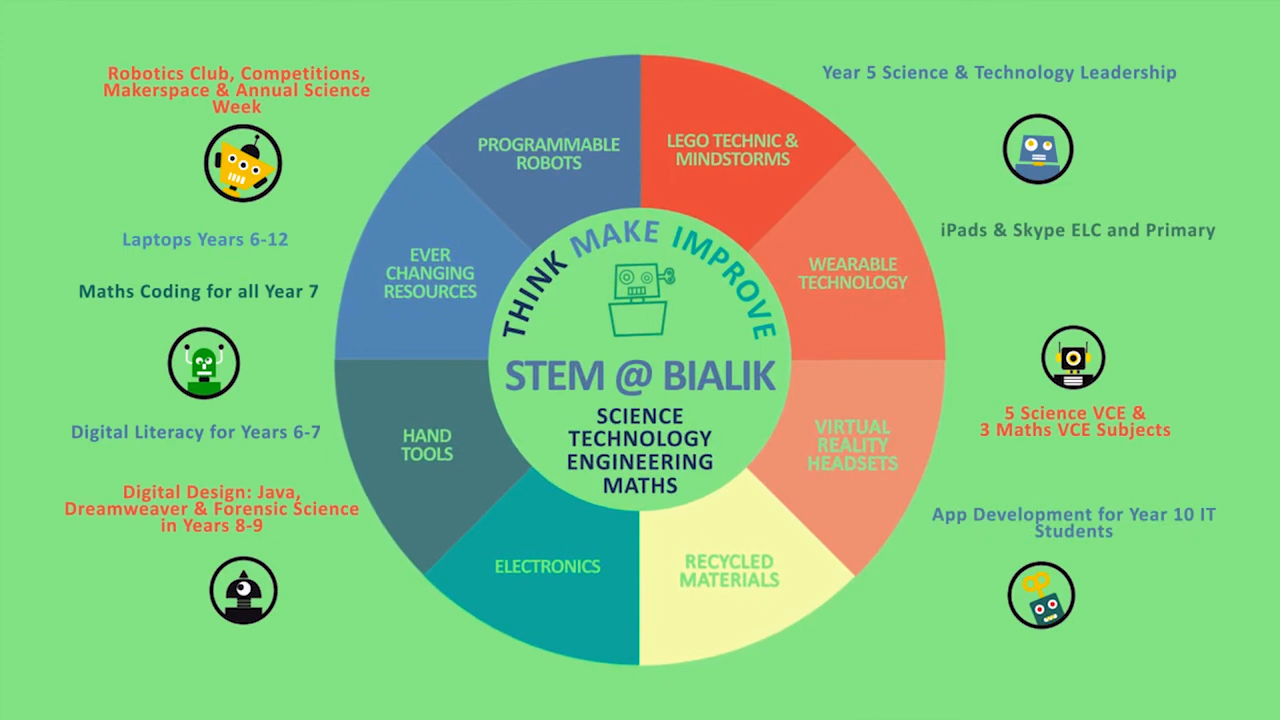 Robotics Club, Competitions,
Makerspace & Annual Science
Week
Laptops Years 6-12
Maths Coding for all Year 7
Digital Literacy for Years 6-7
Digital Design: Java,
Dreamweaver & Forensic Science
in Years 8-9
PROGRAMMABLE
ROBOTS
LEGO TECHNIC &
MINDSTORMS
EVER
CHANGING
RESOURCES
WEARABLE
TECHNOLOGY
HAND
TOOLS
VIRTUAL
REALITY
HEADSETS
ELECTRONICS
RECYCLED
MATERIALS
THINK MAKE IMPROVE
STEM @ BIALIK
SCIENCE
TECHNOLOGY
ENGINEERING
MATHS
Year 5 Science & Technology Leadership
iPads & Skype ELC and Primary
5 Science VCE &
3 Maths VCE Subjects
App Development for Year 10 IT
Students